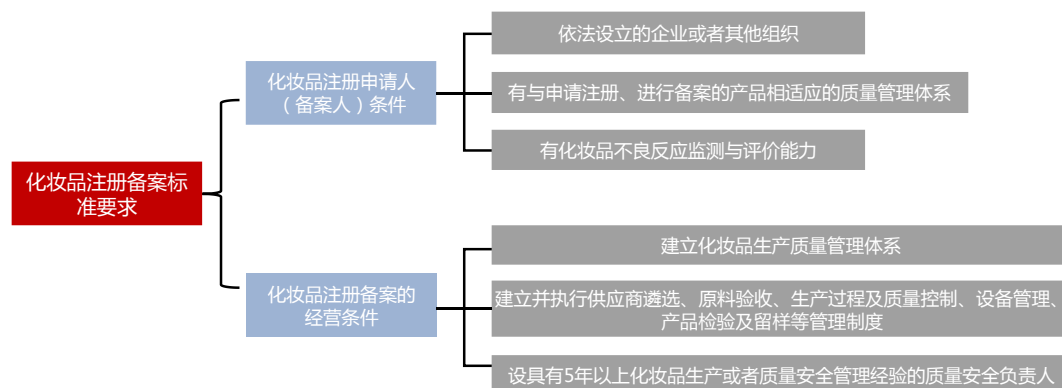 化妆品注册备案标
准要求
化妆品注册申请人
（备案人）条件
依法设立的企业或者其他组织
有与申请注册、进行备案的产品相适应的质量管理体系
有化妆品不良反应监测与评价能力
化妆品注册备案的
经营条件
建立化妆品生产质量管理体系
建立并执行供应商遴选、原料验收、生产过程及质量控制、设备管理、
产品检验及留样等管理制度
设具有5年以上化妆品生产或者质量安全管理经验的质量安全负责人